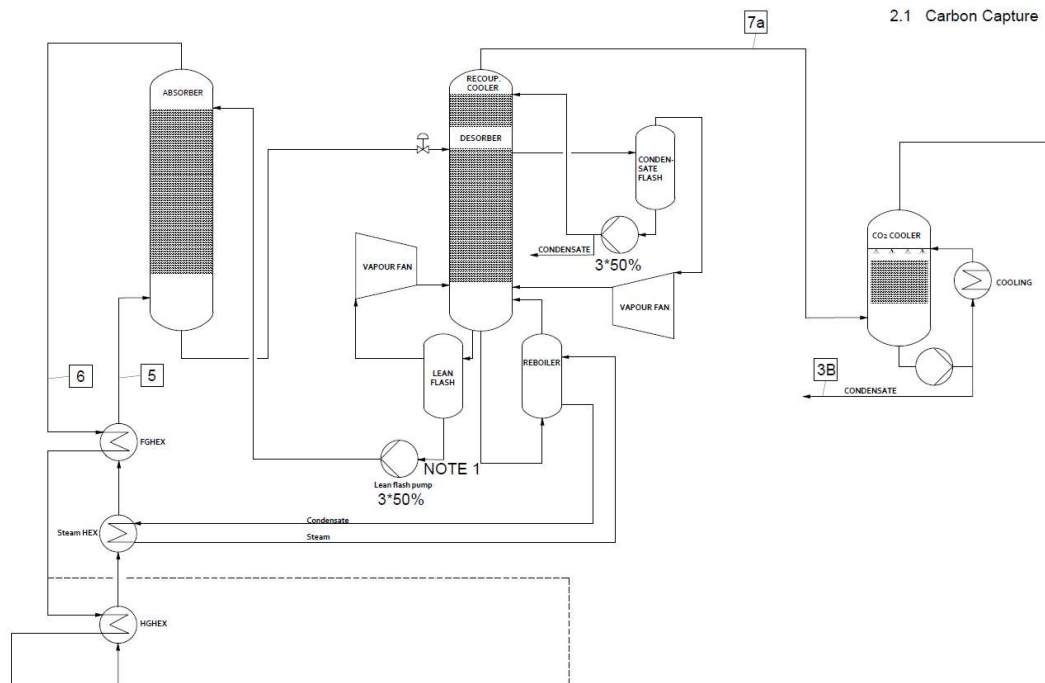 2.1 Carbon Capture
7a
ABSORBER
RECOUP.
COOLER
DESORBER
CONDEN-
SATE
FLASH
CONDENSATE
3*50%
VAPOUR FAN
VAPOUR FAN
CO₂ COOLER
COOLING
LEAN
FLASH
REBOILER
6
5
3B
CONDENSATE
FGHEX
NOTE 1
Lean flash pump
3*50%
Steam HEX
Condensate
Steam
HGHEX